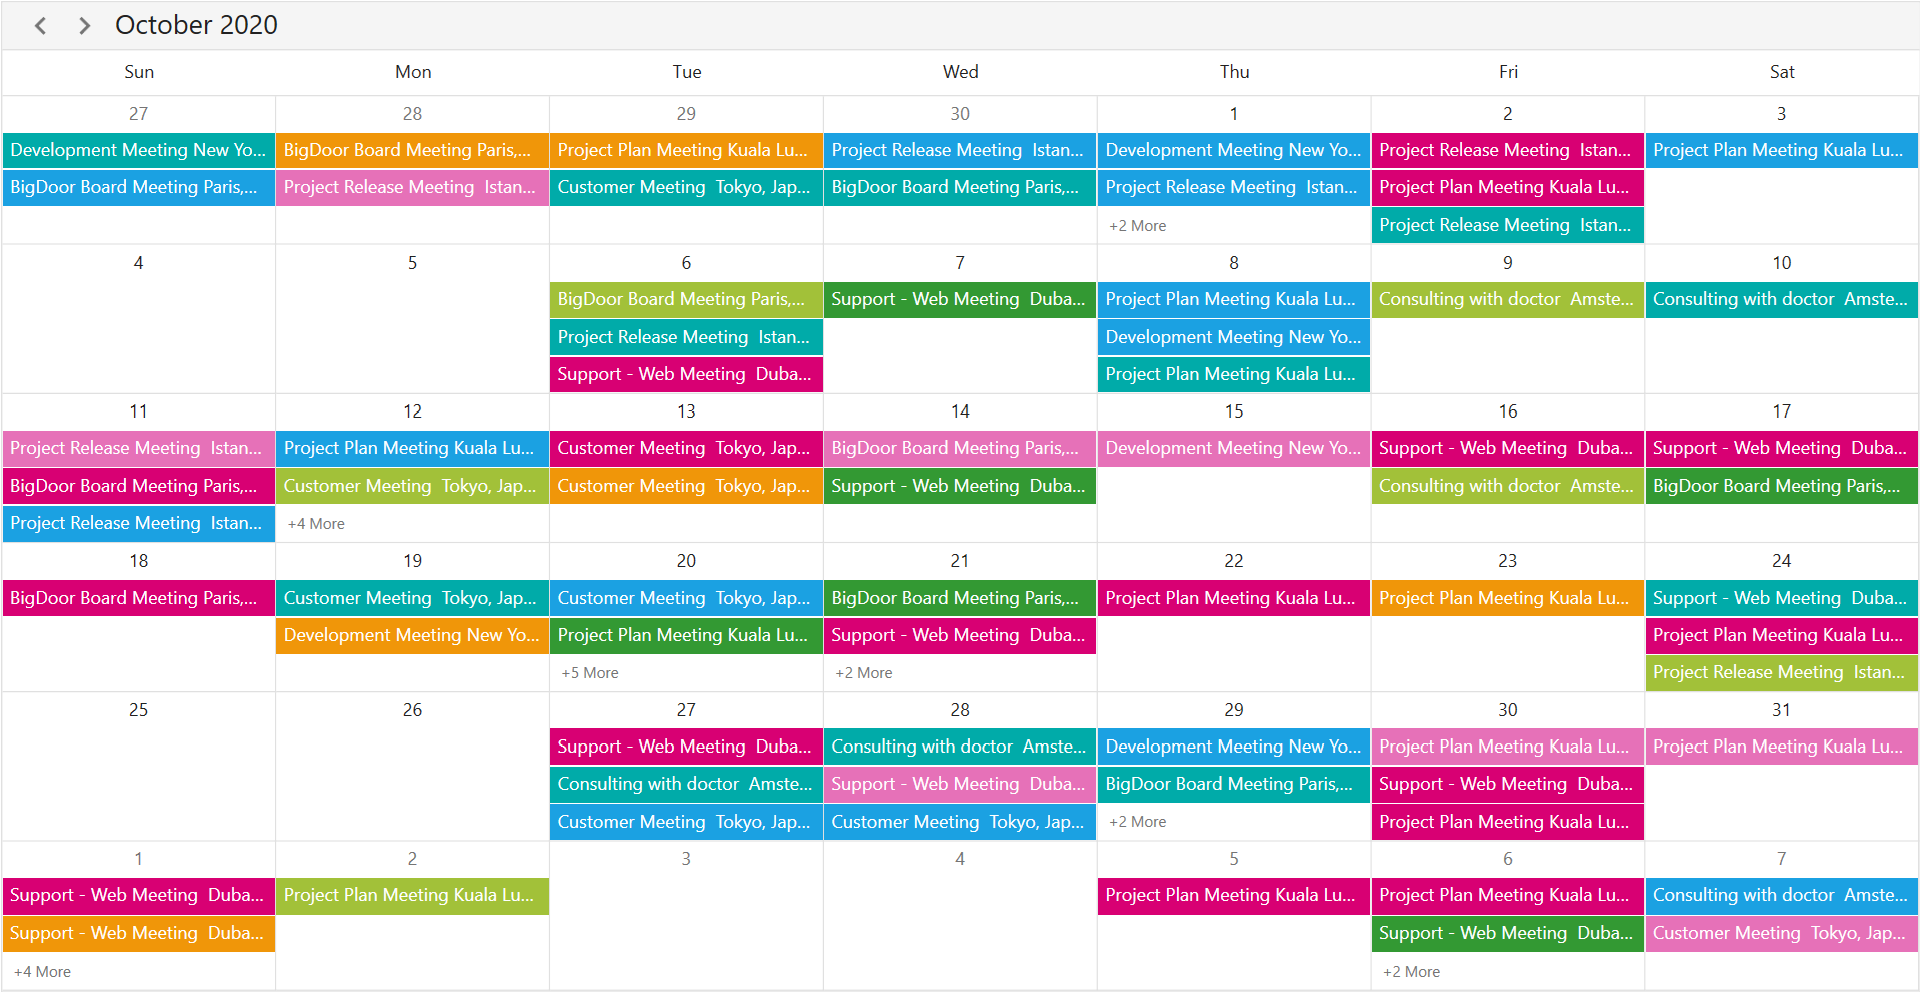 October 2020
Sun Mon Tue Wed Thu Fri Sat
27 28 29 30 1 2 3
Development Meeting New Yo... BigDoor Board Meeting Paris,... Project Plan Meeting Kuala Lu... Project Release Meeting Istan... Development Meeting New Yo... Project Release Meeting Istan... Project Plan Meeting Kuala Lu...
BigDoor Board Meeting Paris,... Project Release Meeting Istan... Customer Meeting Tokyo, Jap... BigDoor Board Meeting Paris,... Project Release Meeting Istan... Project Plan Meeting Kuala Lu...
+2 More Project Release Meeting Istan...
4 5 6 7 8 9 10
BigDoor Board Meeting Paris,... Support - Web Meeting Duba... Project Plan Meeting Kuala Lu... Consulting with doctor Amste... Consulting with doctor Amste...
Project Release Meeting Istan... Development Meeting New Yo...
Support - Web Meeting Duba... Project Plan Meeting Kuala Lu...
11 12 13 14 15 16 17
Project Release Meeting Istan... Project Plan Meeting Kuala Lu... Customer Meeting Tokyo, Jap... BigDoor Board Meeting Paris,... Development Meeting New Yo... Support - Web Meeting Duba... Support - Web Meeting Duba...
BigDoor Board Meeting Paris,... Customer Meeting Tokyo, Jap... Customer Meeting Tokyo, Jap... Support - Web Meeting Duba... Consulting with doctor Amste... BigDoor Board Meeting Paris,...
Project Release Meeting Istan... +4 More
18 19 20 21 22 23 24
BigDoor Board Meeting Paris,... Customer Meeting Tokyo, Jap... Customer Meeting Tokyo, Jap... BigDoor Board Meeting Paris,... Project Plan Meeting Kuala Lu... Project Plan Meeting Kuala Lu... Support - Web Meeting Duba...
Development Meeting New Yo... Project Plan Meeting Kuala Lu... Support - Web Meeting Duba... Project Plan Meeting Kuala Lu...
+5 More +2 More Project Release Meeting Istan...
25 26 27 28 29 30 31
Support - Web Meeting Duba... Consulting with doctor Amste... Development Meeting New Yo... Project Plan Meeting Kuala Lu... Project Plan Meeting Kuala Lu...
Consulting with doctor Amste... Support - Web Meeting Duba... BigDoor Board Meeting Paris,... Support - Web Meeting Duba...
Customer Meeting Tokyo, Jap... Customer Meeting Tokyo, Jap... +2 More Project Plan Meeting Kuala Lu...
1 2 3 4 5 6 7
Support - Web Meeting Duba... Project Plan Meeting Kuala Lu... Project Plan Meeting Kuala Lu... Project Plan Meeting Kuala Lu... Consulting with doctor Amste...
Support - Web Meeting Duba... Support - Web Meeting Duba... Customer Meeting Tokyo, Jap...
+4 More +2 More